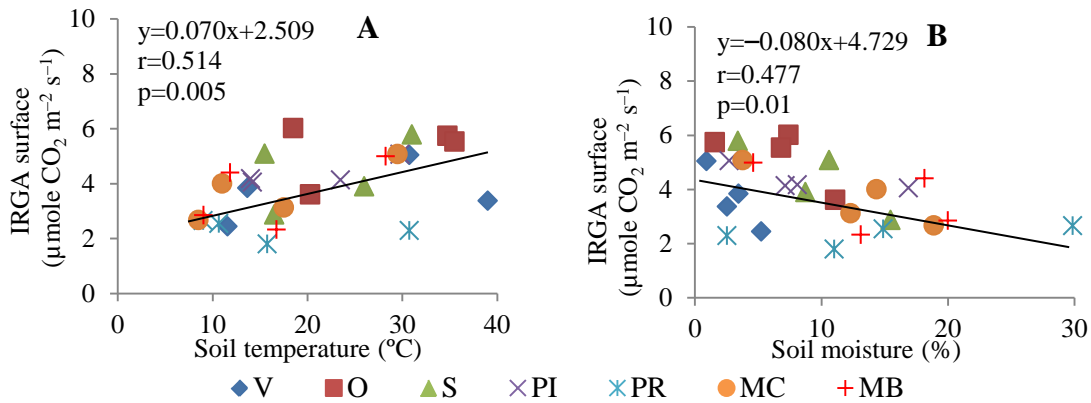 A
y=0.070x+2.509
r=0.514
p=0.005
IRGA surface
(µmole CO2 m−2 s−1)
10
8
6
4
2
0
0 10 20 30 40
Soil temperature (ºC)
B
y=−0.080x+4.729
r=0.477
p=0.01
IRGA surface
(µmole CO2 m−2 s−1)
10
8
6
4
2
0
0 10 20 30
Soil moisture (%)
V O S PI PR MC MB